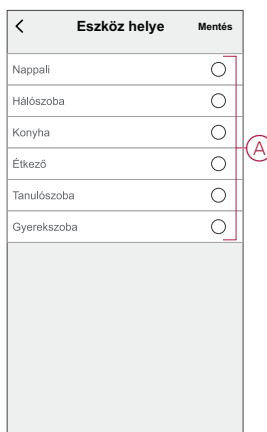 Eszköz helye Mentés
Nappali
Hálószoba
Konyha
A
Étkező
Tanulószoba
Gyerekszoba